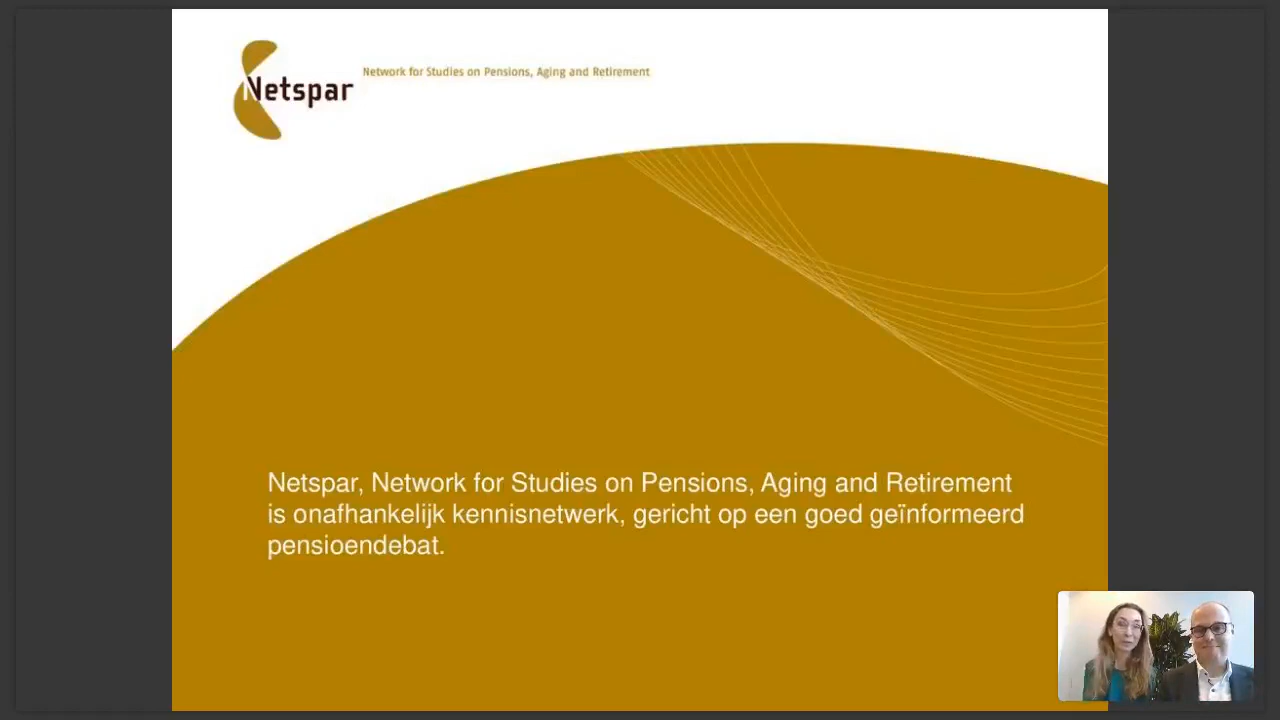 Netspar
Network for Studies on Pensions, Aging and Retirement
Netspar, Network for Studies on Pensions, Aging and Retirement
is onafhankelijk kennisnetwerk, gericht op een goed geïnformeerd
pensioendebat.